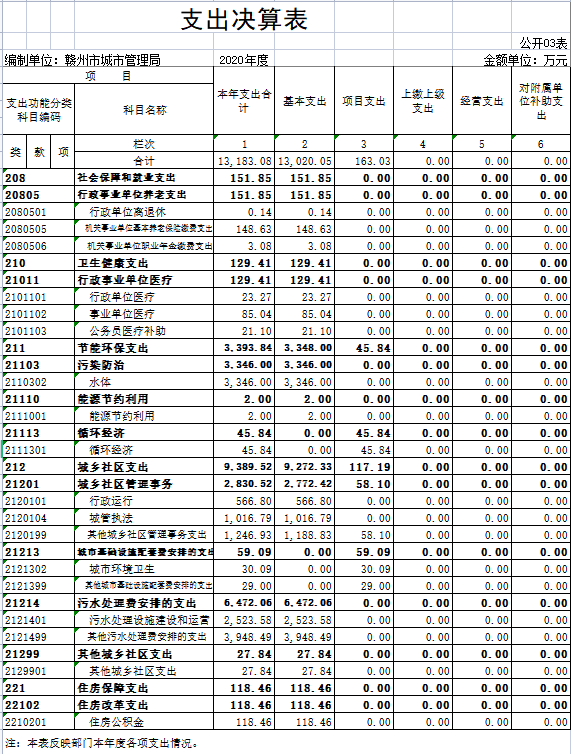 支出决算表
公开03表
编制单位：赣州市城市管理局 2020年度 金额单位：万元
项 目 本年支出合计 基本支出 项目支出 上缴上级支出 经营支出 对附属单位补助支出
支出功能分类科目编码 科目名称
类 款 项 栏次 1 2 3 4 5 6
合计 13,183.08 13,020.05 163.03 0.00 0.00 0.00
208 社会保障和就业支出 151.85 151.85 0.00 0.00 0.00 0.00
20805 行政事业单位养老支出 151.85 151.85 0.00 0.00 0.00 0.00
2080501 行政单位离退休 0.14 0.14 0.00 0.00 0.00 0.00
2080505 机关事业单位基本养老保险缴费支出 148.63 148.63 0.00 0.00 0.00 0.00
2080506 机关事业单位职业年金缴费支出 3.08 3.08 0.00 0.00 0.00 0.00
210 卫生健康支出 129.41 129.41 0.00 0.00 0.00 0.00
21011 行政事业单位医疗 129.41 129.41 0.00 0.00 0.00 0.00
2101101 行政单位医疗 23.27 23.27 0.00 0.00 0.00 0.00
2101102 事业单位医疗 85.04 85.04 0.00 0.00 0.00 0.00
2101103 公务员医疗补助 21.10 21.10 0.00 0.00 0.00 0.00
211 节能环保支出 3,393.84 3,348.00 45.84 0.00 0.00 0.00
21103 污染防治 3,346.00 3,346.00 0.00 0.00 0.00 0.00
2110302 水体 3,346.00 3,346.00 0.00 0.00 0.00 0.00
21110 能源节约利用 2.00 2.00 0.00 0.00 0.00 0.00
2111001 能源节约利用 2.00 2.00 0.00 0.00 0.00 0.00
21113 循环经济 45.84 0.00 45.84 0.00 0.00 0.00
2111301 循环经济 45.84 0.00 45.84 0.00 0.00 0.00
212 城乡社区支出 9,389.52 9,272.33 117.19 0.00 0.00 0.00
21201 城乡社区管理事务 2,830.52 2,772.42 58.10 0.00 0.00 0.00
2120101 行政运行 566.80 566.80 0.00 0.00 0.00 0.00
2120104 城管执法 1,016.79 1,016.79 0.00 0.00 0.00 0.00
2120199 其他城乡社区管理事务支出 1,246.93 1,188.83 58.10 0.00 0.00 0.00
21213 城市基础设施配套费安排的支出 59.09 0.00 59.09 0.00 0.00 0.00
2121302 城市环境卫生 30.09 0.00 30.09 0.00 0.00 0.00
2121399 其他城市基础设施配套费安排的支出 29.00 0.00 29.00 0.00 0.00 0.00
21214 污水处理费安排的支出 6,472.06 6,472.06 0.00 0.00 0.00 0.00
2121401 污水处理设施建设和运营 2,523.58 2,523.58 0.00 0.00 0.00 0.00
2121499 其他污水处理费安排的支出 3,948.49 3,948.49 0.00 0.00 0.00 0.00
21299 其他城乡社区支出 27.84 27.84 0.00 0.00 0.00 0.00
2129901 其他城乡社区支出 27.84 27.84 0.00 0.00 0.00 0.00
221 住房保障支出 118.46 118.46 0.00 0.00 0.00 0.00
22102 住房改革支出 118.46 118.46 0.00 0.00 0.00 0.00
2210201 住房公积金 118.46 118.46 0.00 0.00 0.00 0.00
注：本表反映部门本年度各项支出情况。